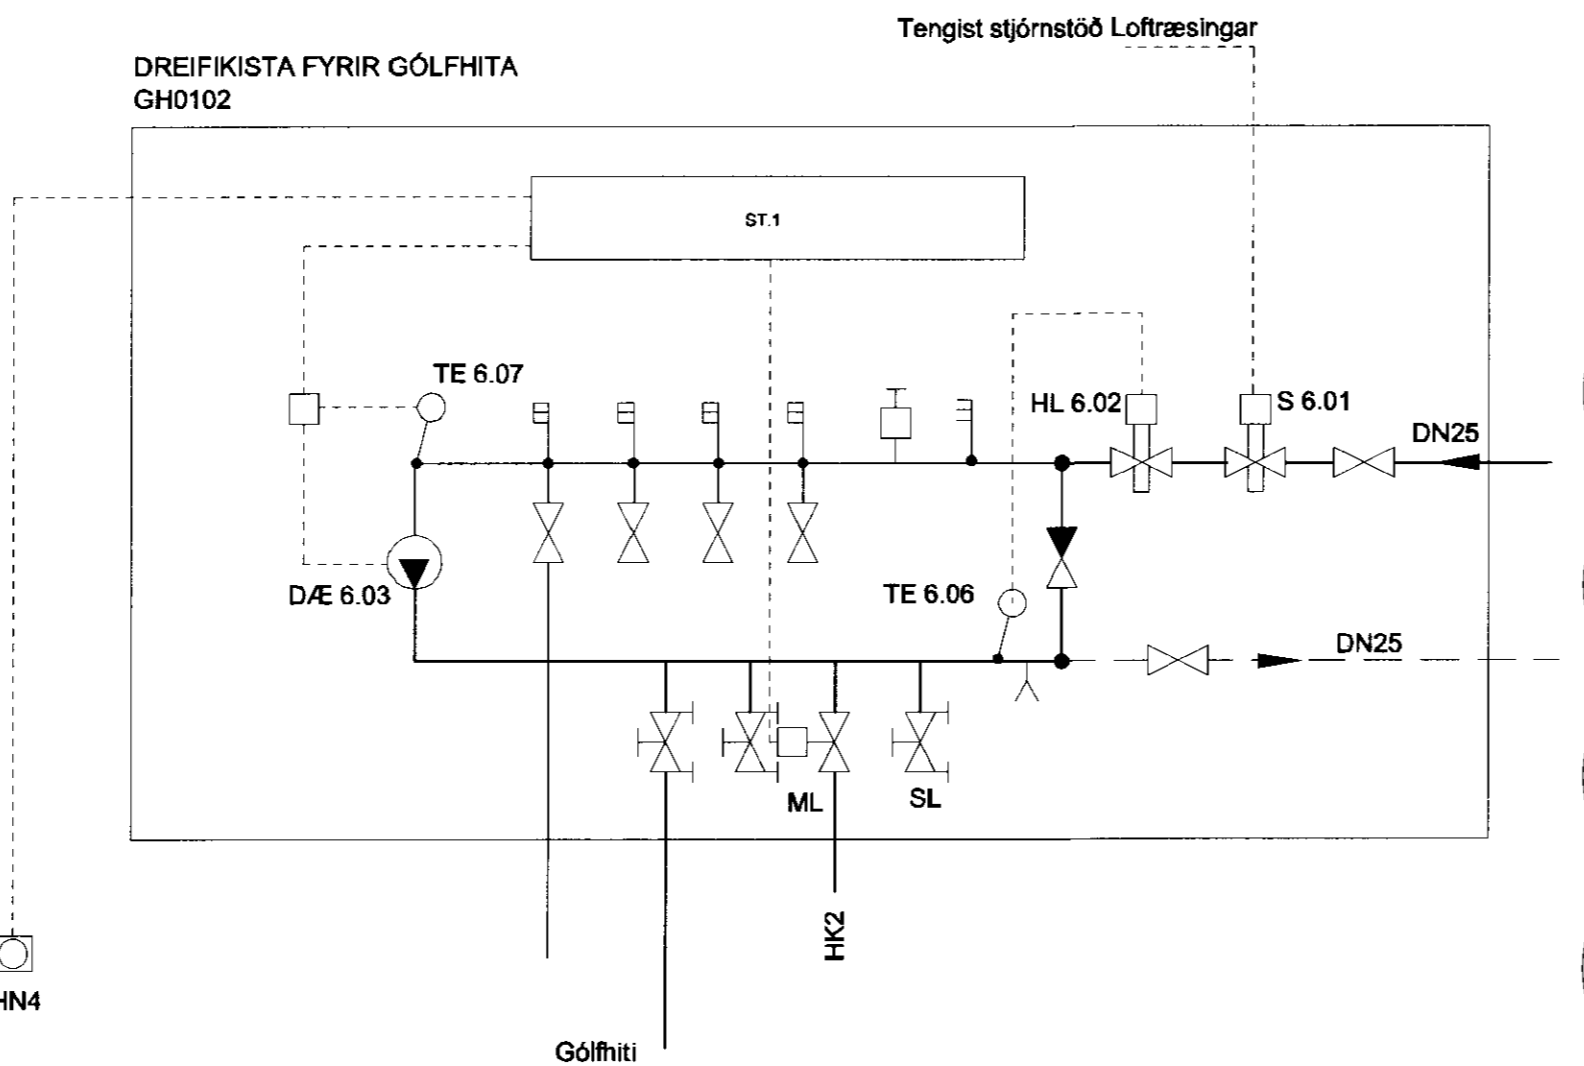 Tengist stjórnstöð Loftræsingar
DREIFIKISTA FYRIR GÓLFHITA
GH0102
ST.1
TE 6.07
HL 6.02
S 6.01
DN25
DÆ 6.03
TE 6.06
DN25
ML
SL
HK2
HN4
Gólfhiti